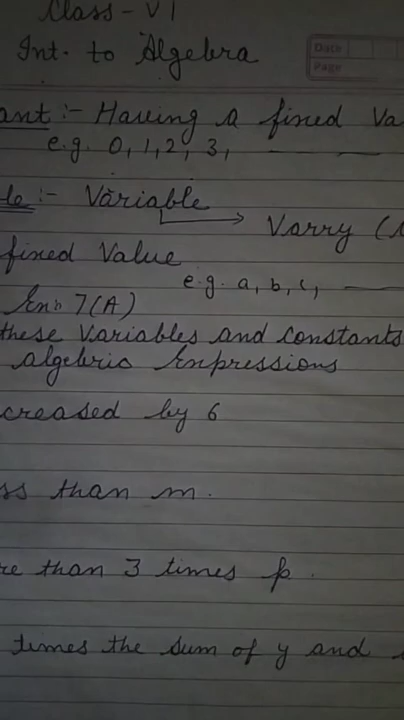 Class - VI
Int. to Algebra
Date
Page
ant :- Having a fixed Va
e.g. 0, 1, 2, 3,
le :- Variable
Varry (
fixed Value
e.g. a, b, c,
Ex:- 7(A)
these variables and constants
algebric Expressions
creased by 6
ss than m.
re than 3 times p.
times the sum of y and